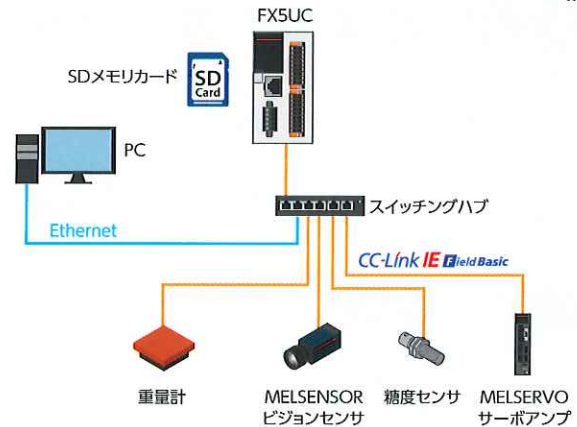 FX5UC
SDメモリカード
SD
Card
PC
スイッチングハブ
Ethernet
CC-Link IE Field Basic
重量計
MELSENSOR
ビジョンセンサ
糖度センサ
MELSERVO
サーボアンプ